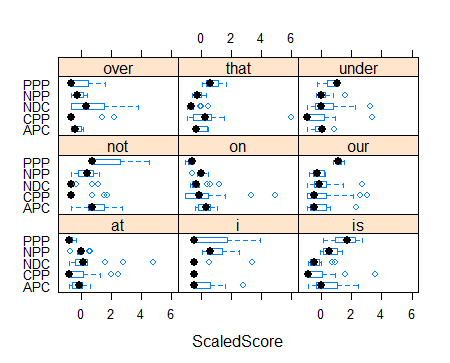 0 2 4 6
over that under
PPP
NPP
NDC
CPP
APC
not on our
PPP
NPP
NDC
CPP
APC
at i is
PPP
NPP
NDC
CPP
APC
0 2 4 6 0 2 4 6
ScaledScore